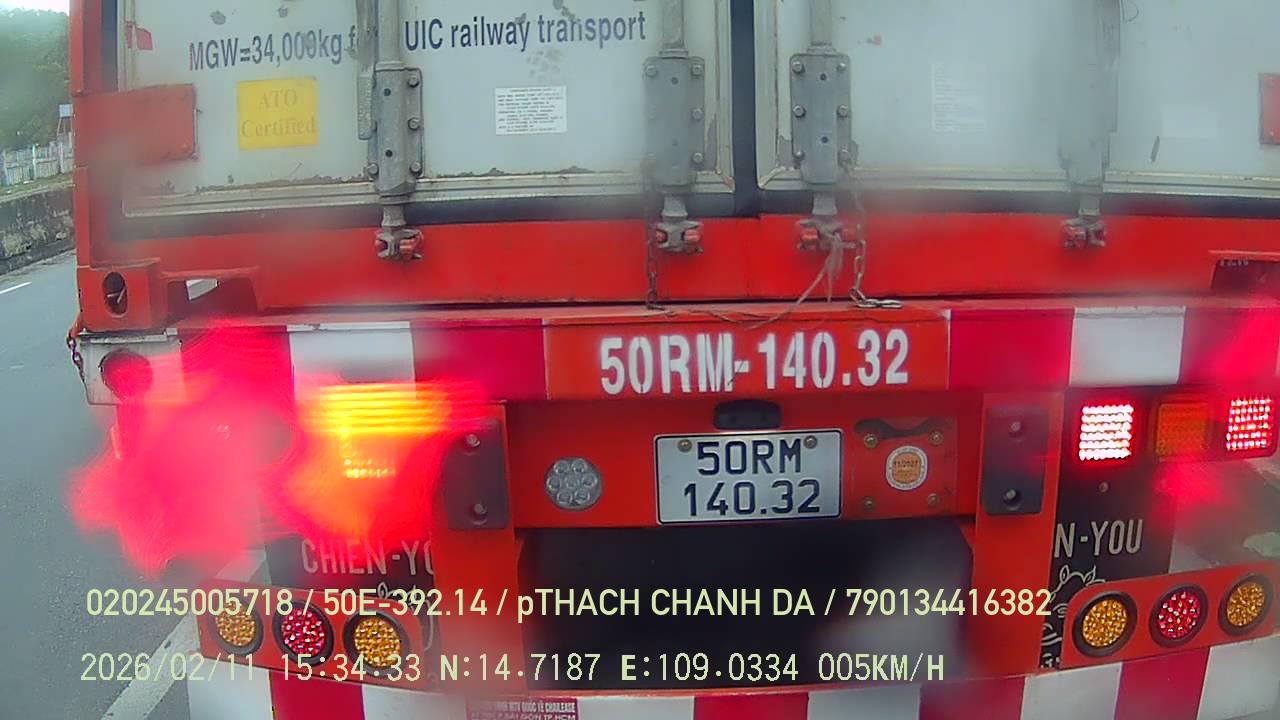 MGW=34,000kg f UIC railway transport
ATO
Certified
50RM-140.32
50RM
140.32
CHIEN-YO
N-YOU
020245005718 / 50E-392.14 / pTHACH CHANH DA / 790134416382
2026/02/11 15:34:33 N:14.7187 E:109.0334 005KM/H